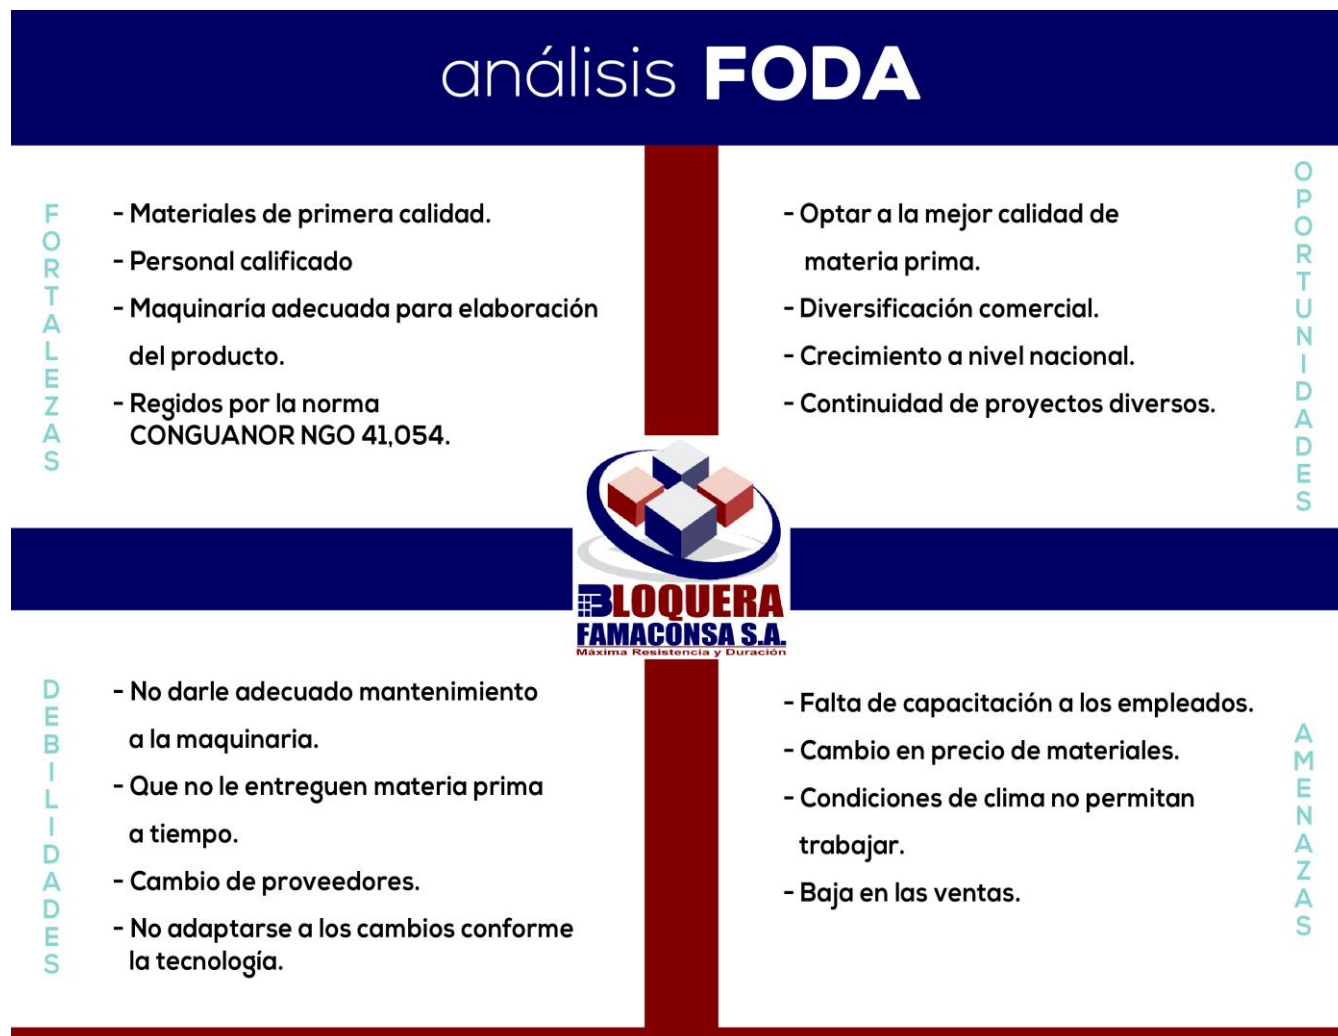 análisis FODA
FORTALEZAS
- Materiales de primera calidad.
- Personal calificado
- Maquinaría adecuada para elaboración
del producto.
- Regidos por la norma
CONGUANOR NGO 41,054.
OPORTUNIDADES
- Optar a la mejor calidad de
materia prima.
- Diversificación comercial.
- Crecimiento a nivel nacional.
- Continuidad de proyectos diversos.
BLOQUERA
FAMACONSA S.A.
Máxima Resistencia y Duración
DEBILIDADES
- No darle adecuado mantenimiento
a la maquinaria.
- Que no le entreguen materia prima
a tiempo.
- Cambio de proveedores.
- No adaptarse a los cambios conforme
la tecnología.
AMENAZAS
- Falta de capacitación a los empleados.
- Cambio en precio de materiales.
- Condiciones de clima no permitan
trabajar.
- Baja en las ventas.